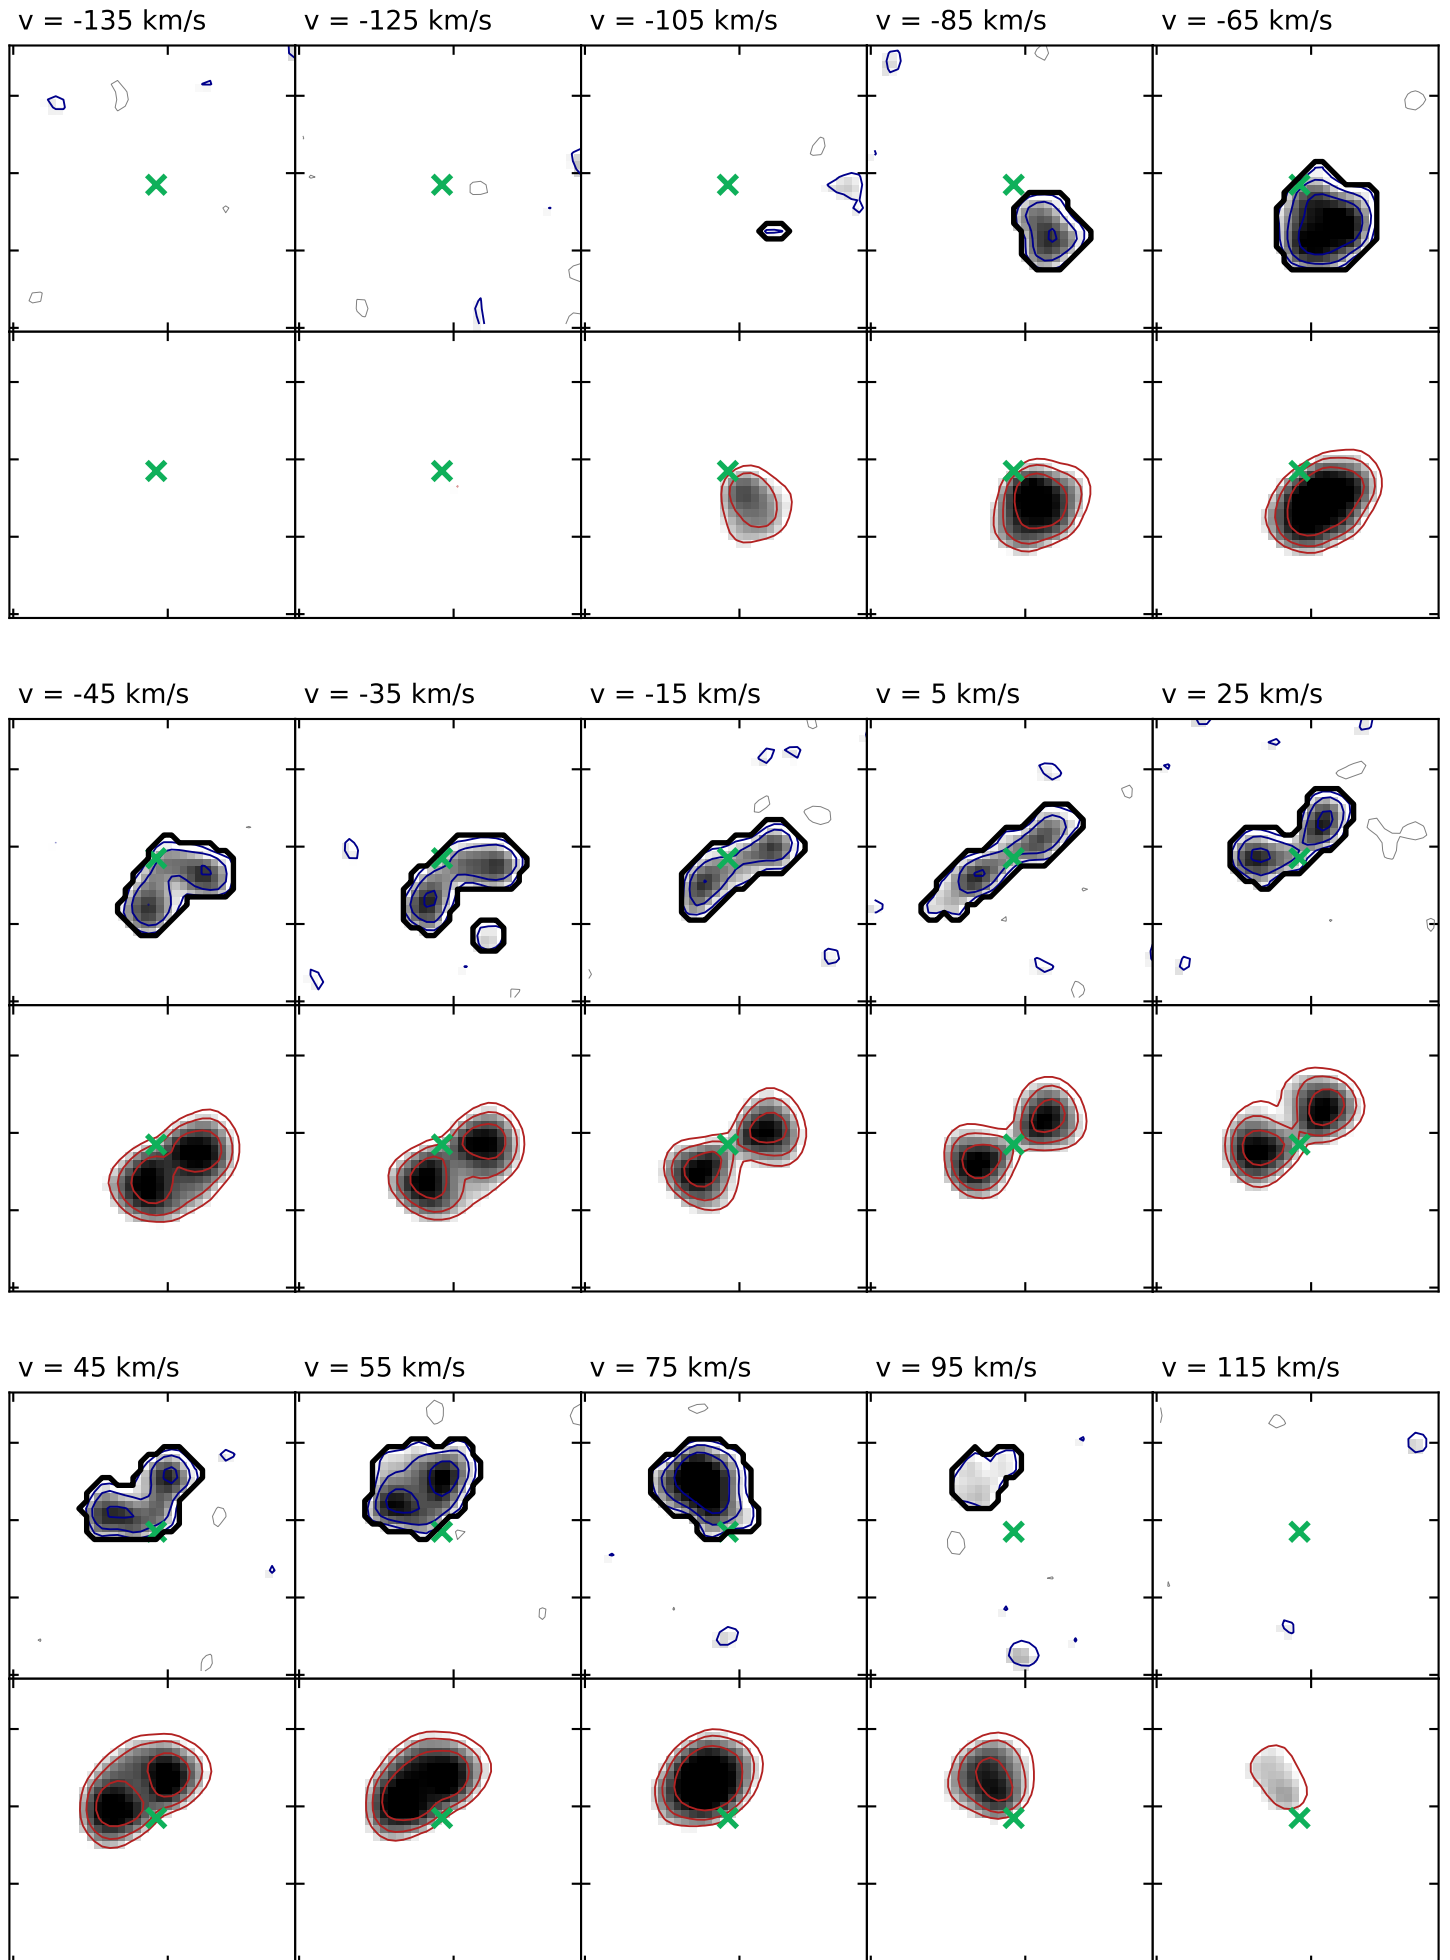 v = -135 km/s v = -125 km/s v = -105 km/s v = -85 km/s v = -65 km/s
v = -45 km/s v = -35 km/s v = -15 km/s v = 5 km/s v = 25 km/s
v = 45 km/s v = 55 km/s v = 75 km/s v = 95 km/s v = 115 km/s